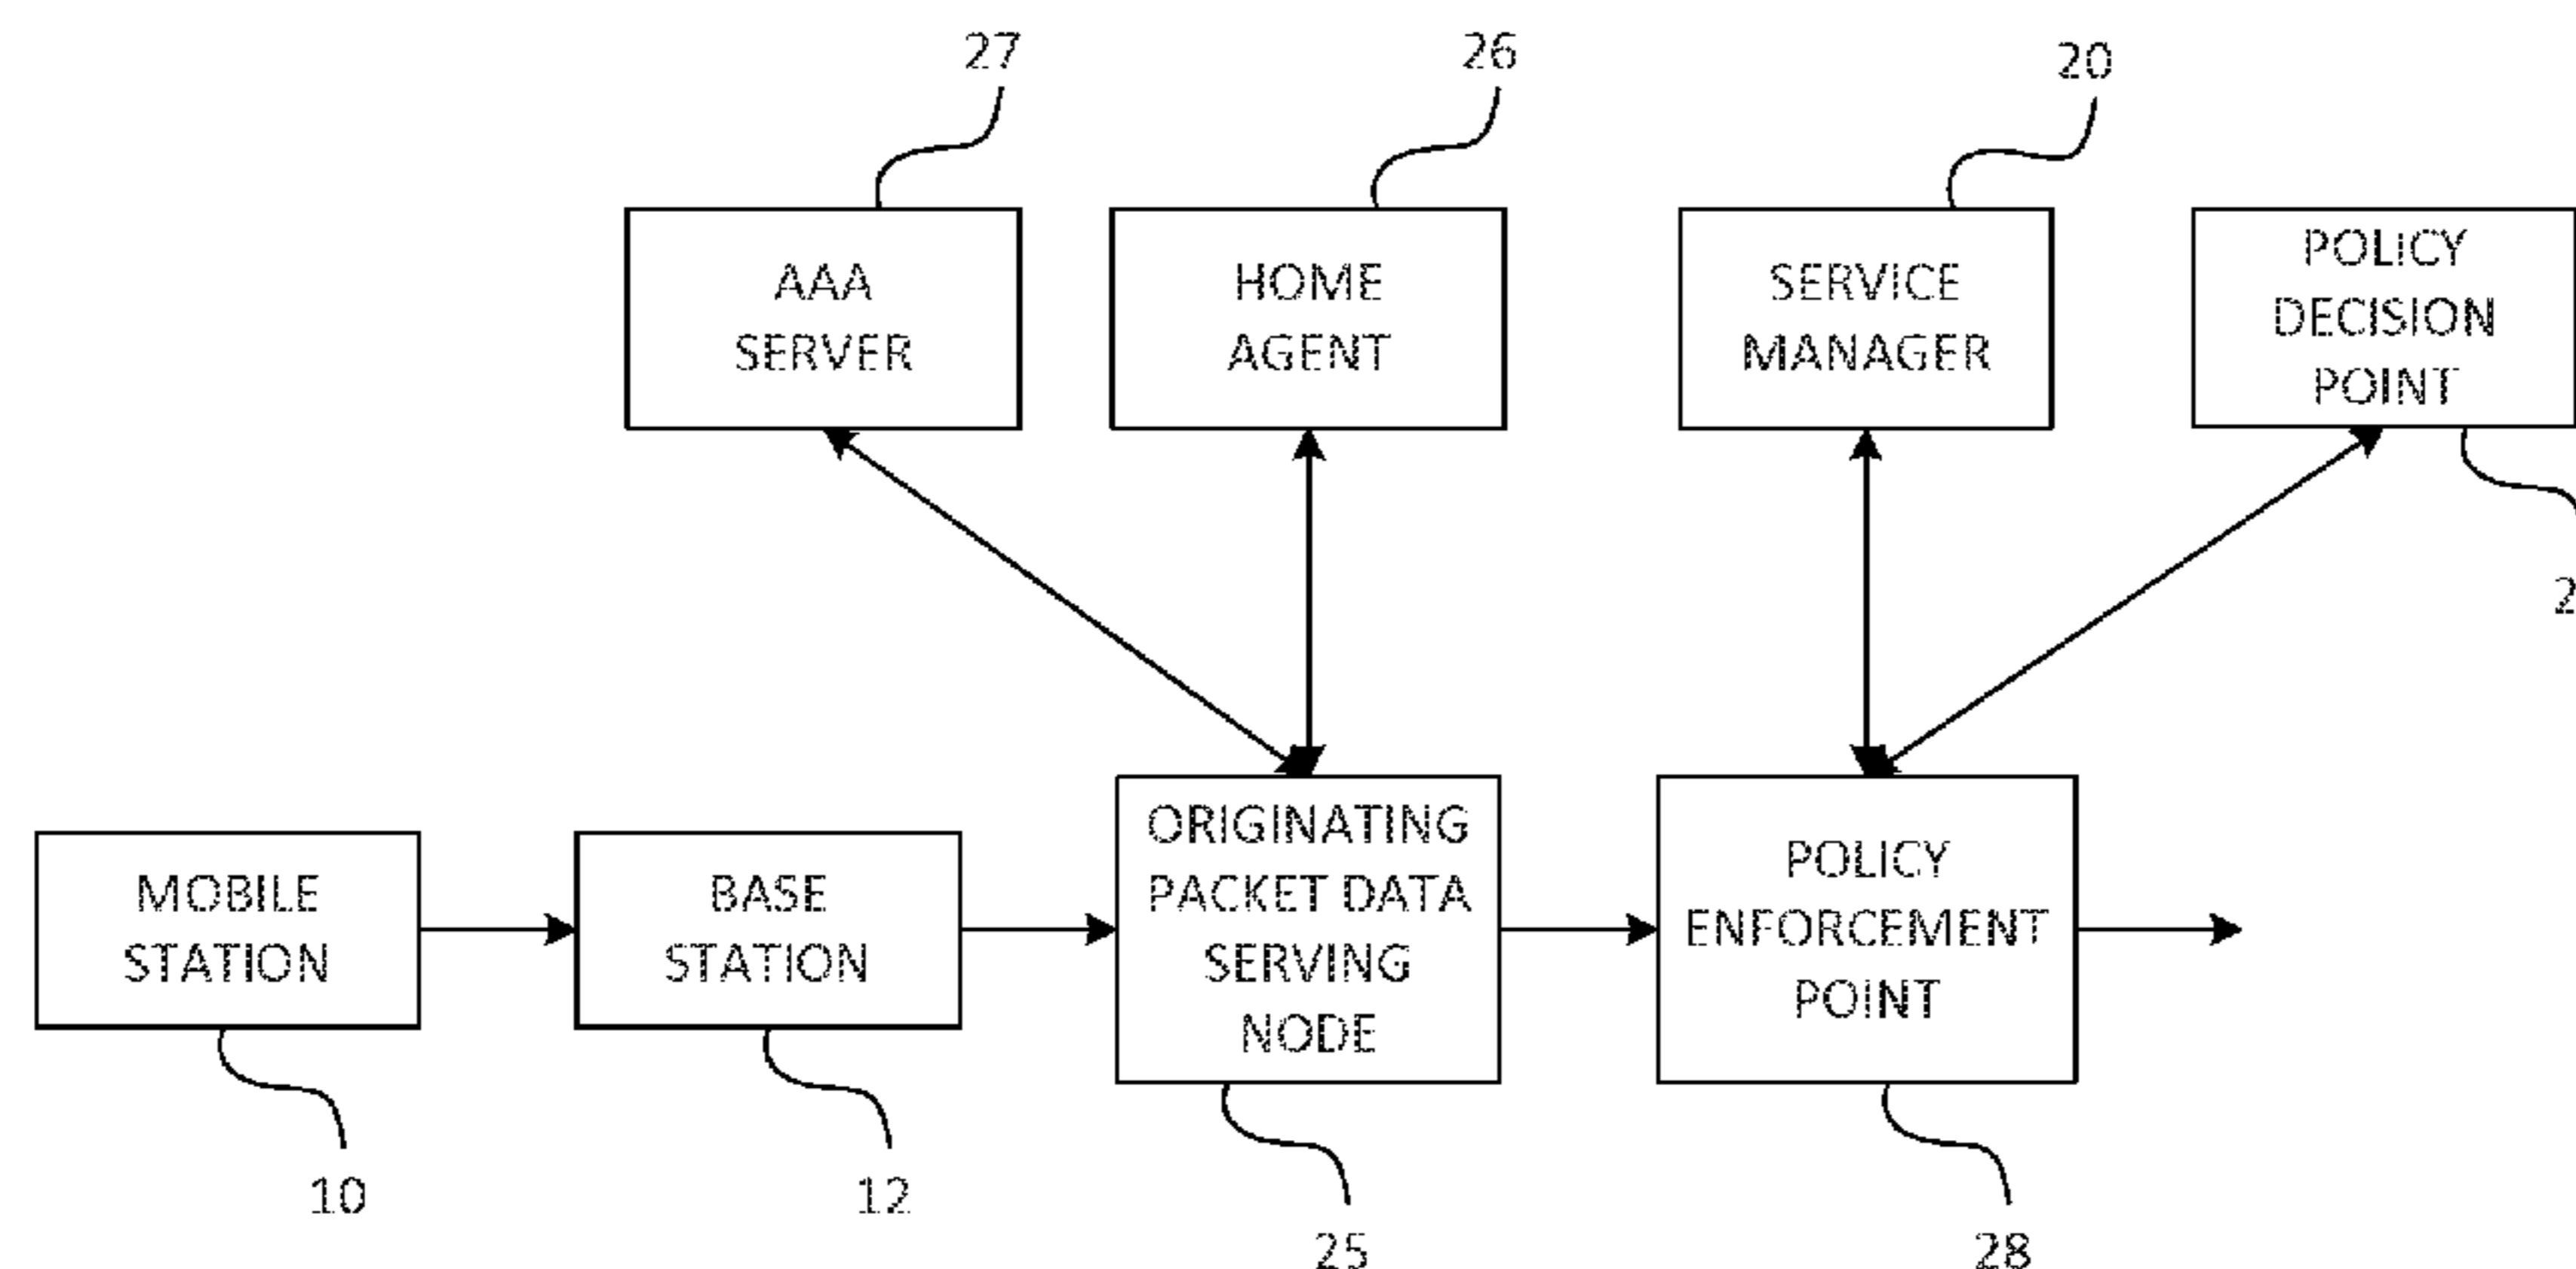 27
26
20
AAA
SERVER
HOME
AGENT
SERVICE
MANAGER
POLICY
DECISION
POINT
MOBILE
STATION
BASE
STATION
ORIGINATING
PACKET DATA
SERVING
NODE
POLICY
ENFORCEMENT
POINT
10
12
25
28